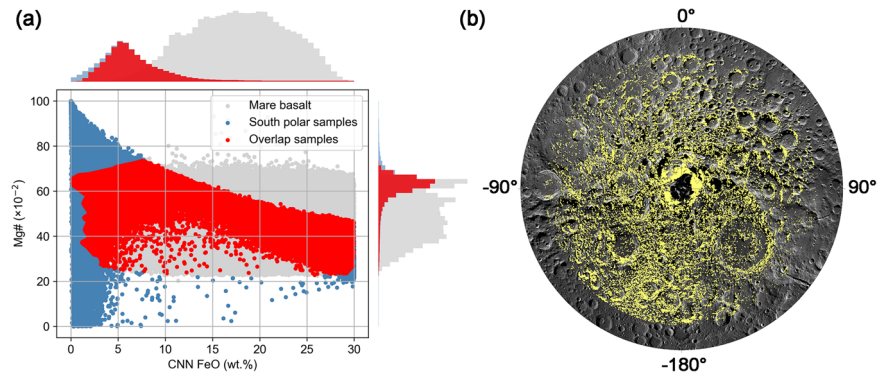 (a)
Mare basalt
South polar samples
Overlap samples
100
80
60
40
20
0
Mg# (×10⁻²)
0 5 10 15 20 25 30
CNN FeO (wt.%)
(b)
0°
-90°
90°
-180°